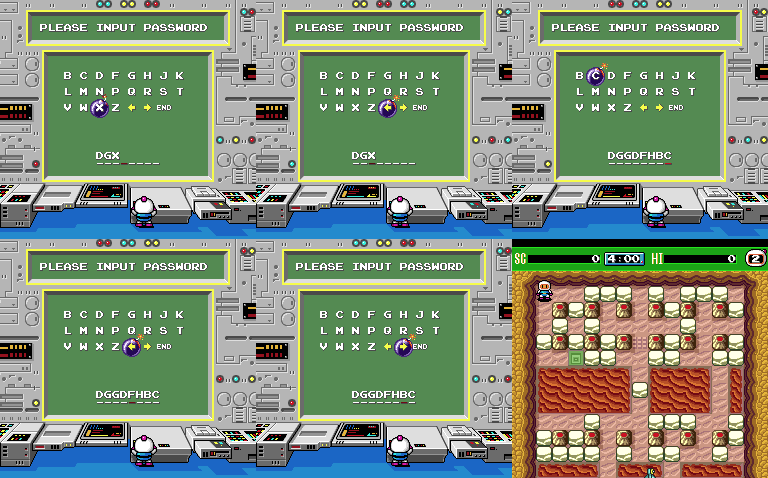 PLEASE INPUT PASSWORD
B C D F G H J K
L M N P Q R S T
V W X Z ← → END
DGX
PLEASE INPUT PASSWORD
B C D F G H J K
L M N P Q R S T
V W X Z ← → END
DGX
PLEASE INPUT PASSWORD
B C D F G H J K
L M N P Q R S T
V W X Z ← → END
DGGDFHBC
PLEASE INPUT PASSWORD
B C D F G H J K
L M N P Q R S T
V W X Z ← → END
DGGDFHBC
PLEASE INPUT PASSWORD
B C D F G H J K
L M N P Q R S T
V W X Z ← → END
DGGDFHBC
SC 0 4:00 HI 0 2